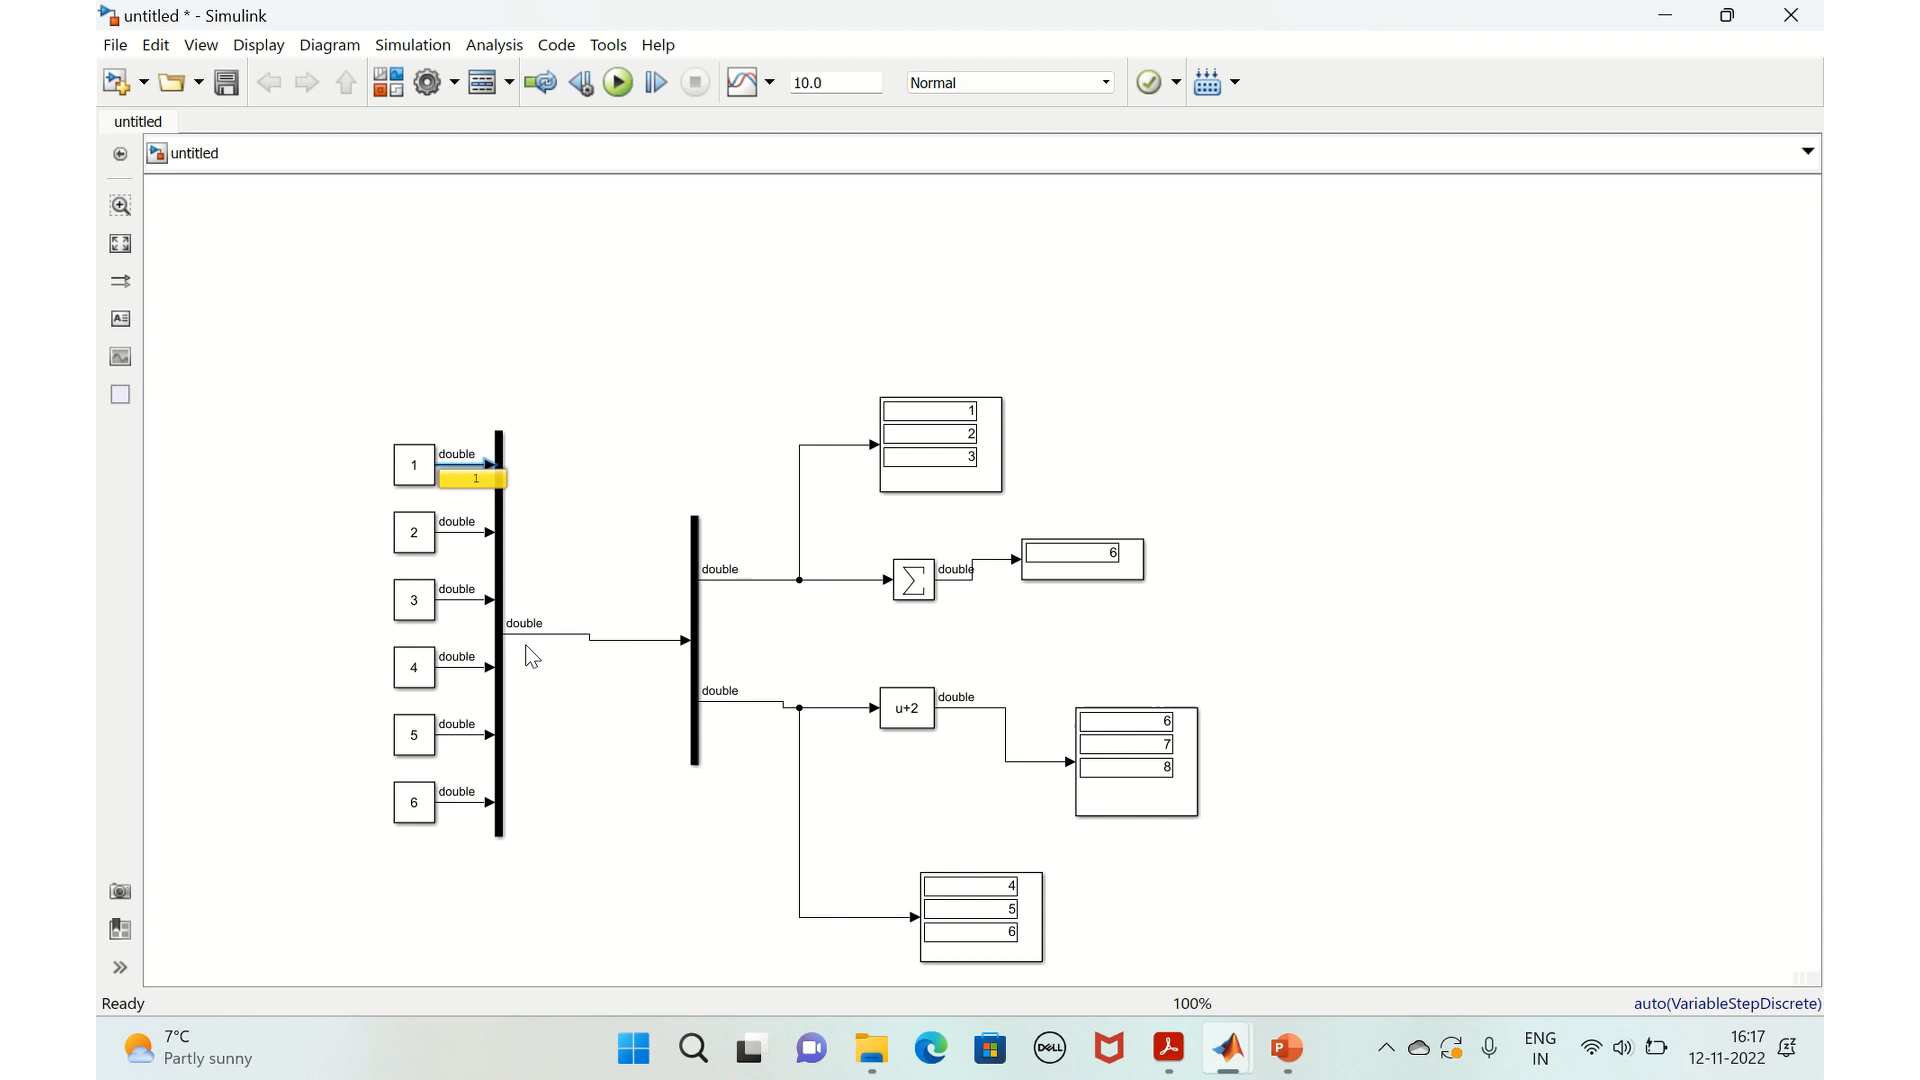 untitled * - Simulink
File Edit View Display Diagram Simulation Analysis Code Tools Help
10.0 Normal
untitled
untitled
1 double
1
2 double
3 double
4 double
5 double
6 double
double
double
double
1
2
3
∑ double
6
u+2 double
6
7
8
4
5
6
Ready 100% auto(VariableStepDiscrete)
7°C
Partly sunny
DELL
ENG
IN
16:17
12-11-2022